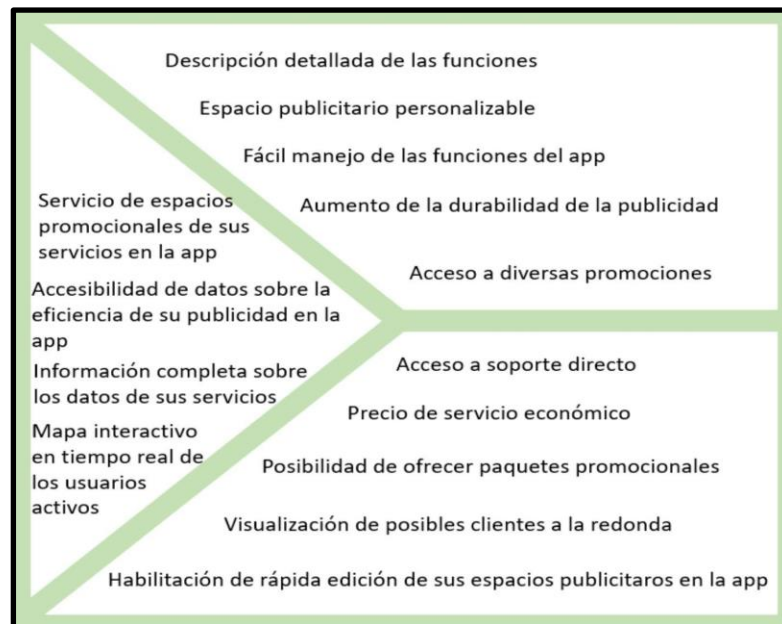 Descripción detallada de las funciones
Espacio publicitario personalizable
Fácil manejo de las funciones del app
Aumento de la durabilidad de la publicidad
Acceso a diversas promociones
Servicio de espacios
promocionales de sus
servicios en la app
Accesibilidad de datos sobre la
eficiencia de su publicidad en la
app
Información completa sobre
los datos de sus servicios
Mapa interactivo
en tiempo real de
los usuarios
activos
Acceso a soporte directo
Precio de servicio económico
Posibilidad de ofrecer paquetes promocionales
Visualización de posibles clientes a la redonda
Habilitación de rápida edición de sus espacios publicitaros en la app